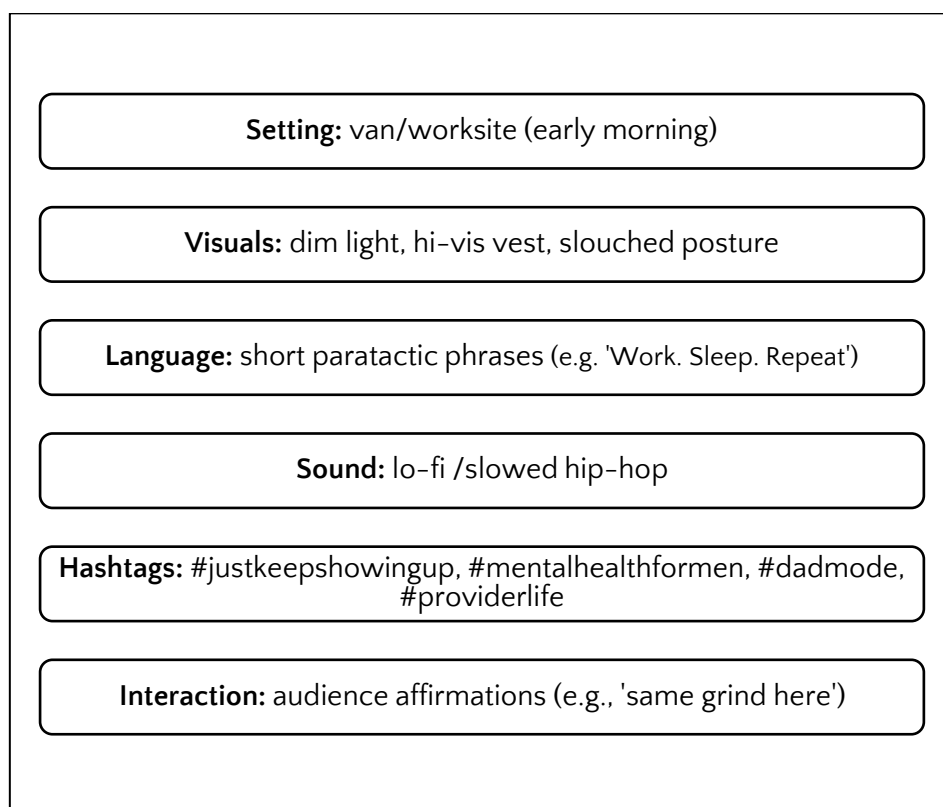 Setting: van/worksite (early morning)
Visuals: dim light, hi-vis vest, slouched posture
Language: short paratactic phrases (e.g. 'Work. Sleep. Repeat')
Sound: lo-fi /slowed hip-hop
Hashtags: #justkeepshowingup, #mentalhealthformen, #dadmode,
#providerlife
Interaction: audience affirmations (e.g., 'same grind here')